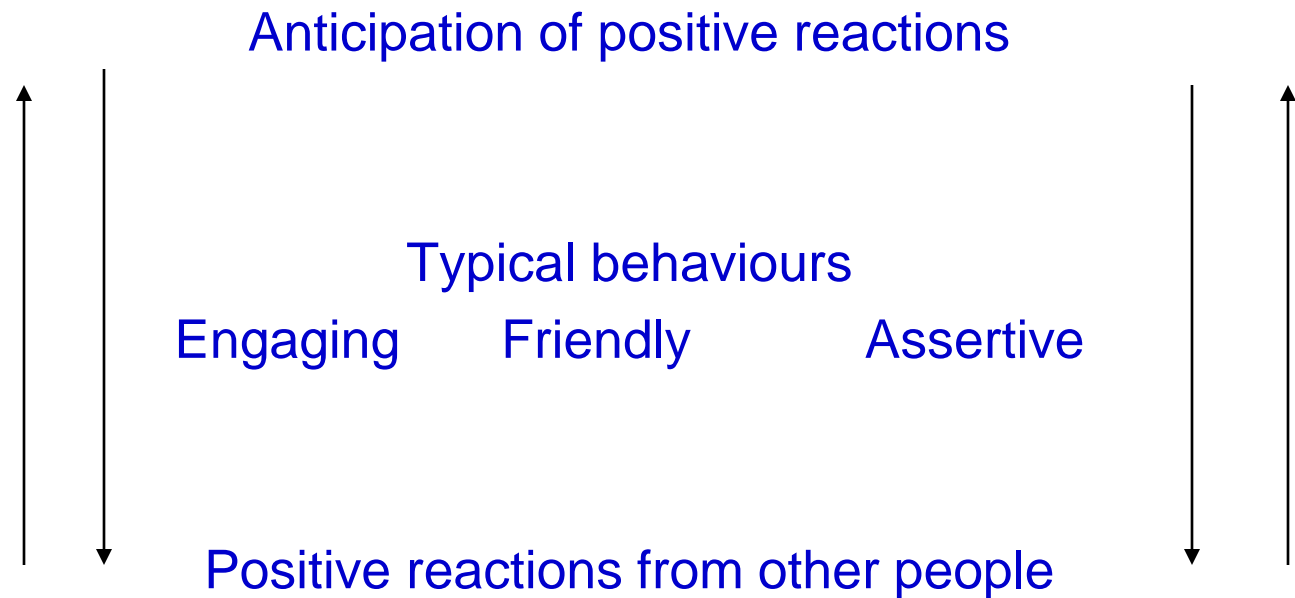 Anticipation of positive reactions
Typical behaviours
Engaging Friendly Assertive
Positive reactions from other people